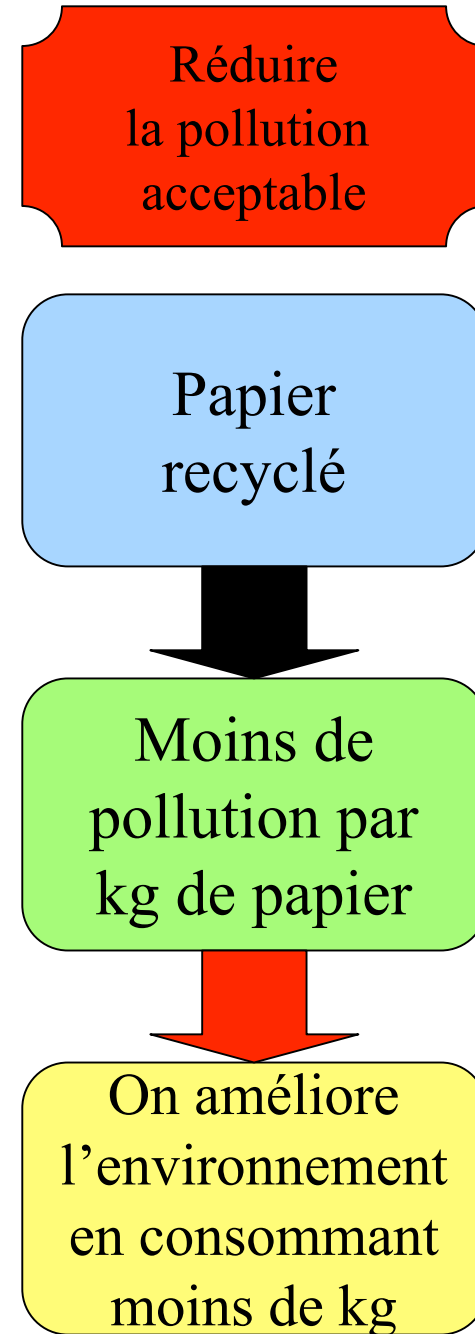 Réduire
la pollution
acceptable
Papier
recyclé
Moins de
pollution par
kg de papier
On améliore
l’environnement
en consommant
moins de kg